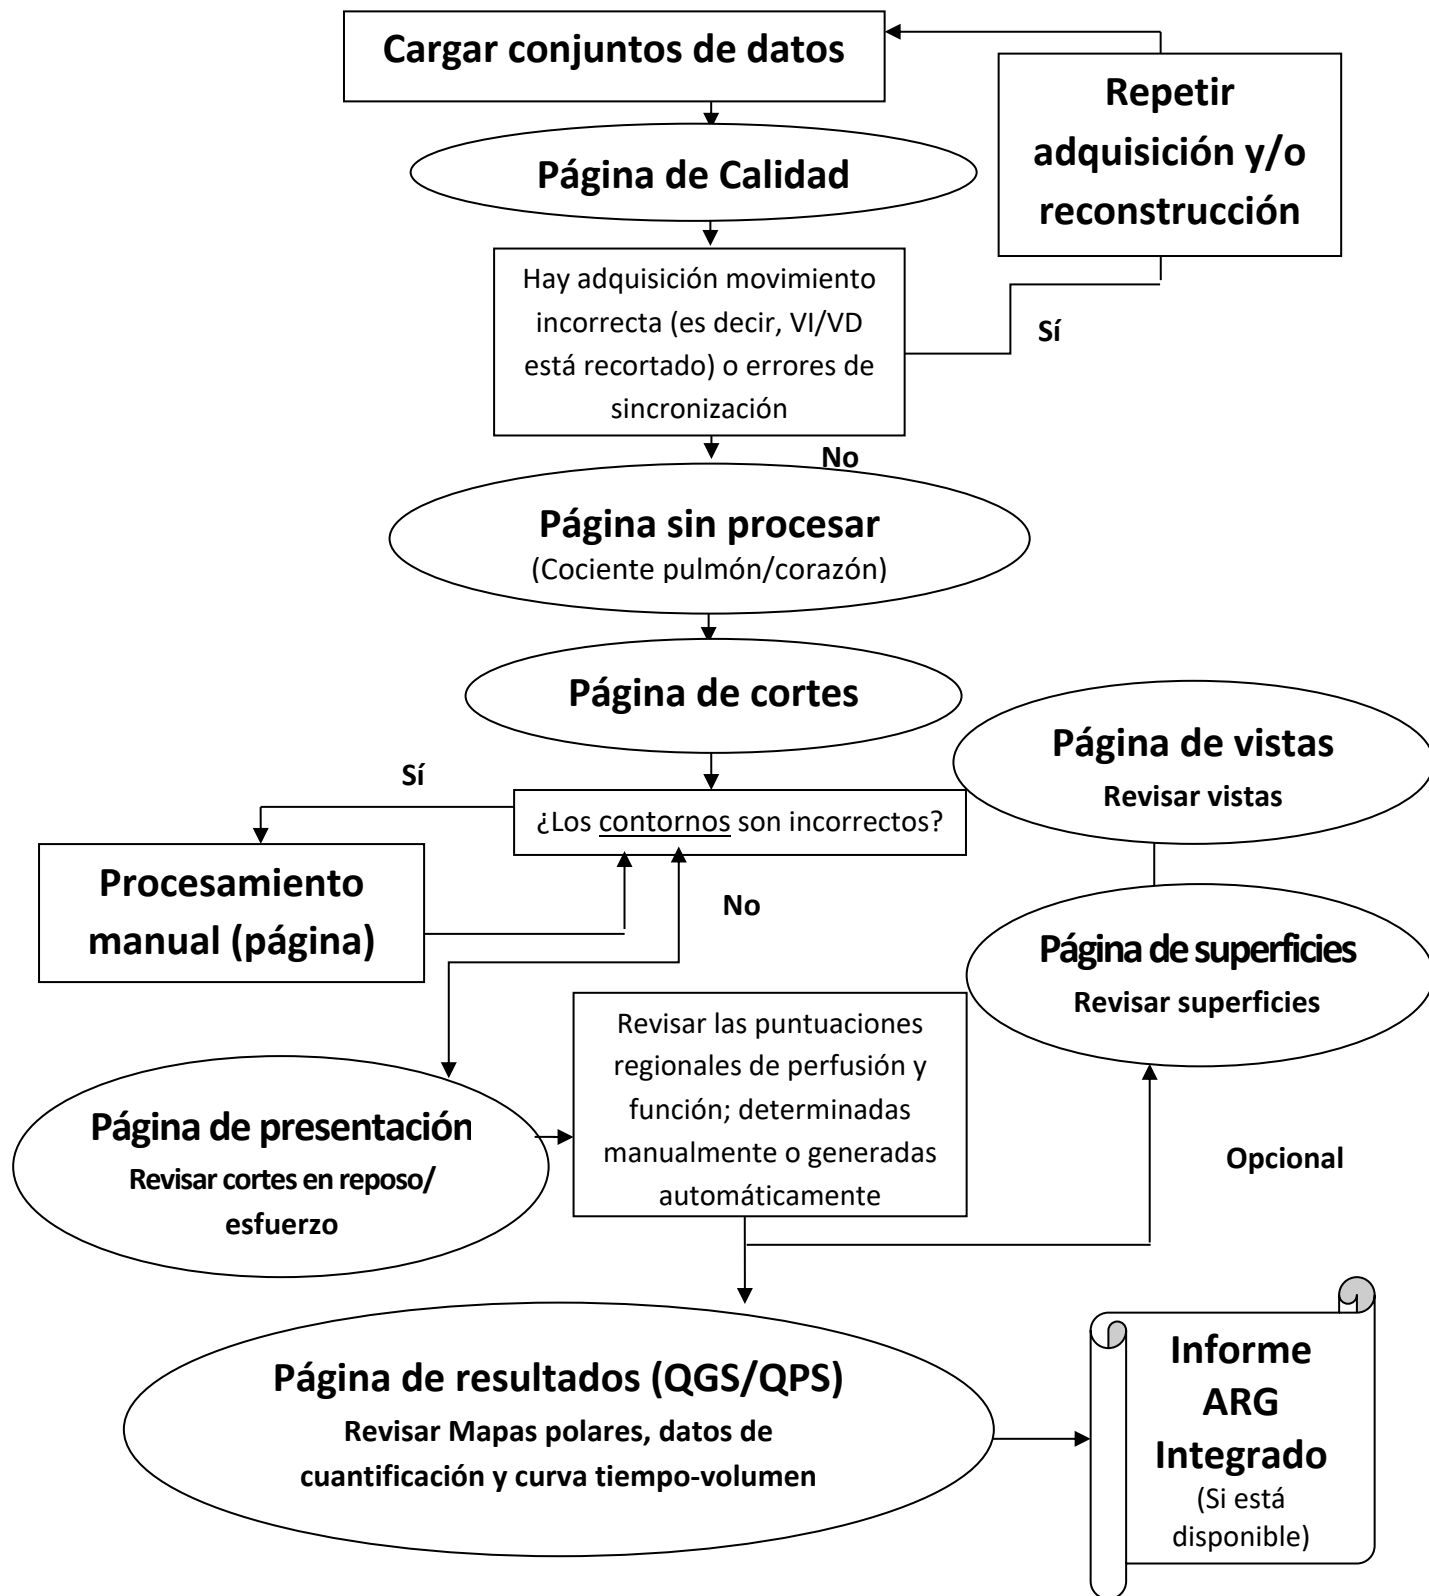 Cargar conjuntos de datos
Repetir
adquisición y/o
reconstrucción
Página de Calidad
Hay adquisición movimiento
incorrecta (es decir, VI/VD
está recortado) o errores de
sincronización
Sí
No
Página sin procesar
(Cociente pulmón/corazón)
Página de cortes
Página de vistas
Revisar vistas
Sí
¿Los contornos son incorrectos?
Procesamiento
manual (página)
No
Página de superficies
Revisar superficies
Revisar las puntuaciones
regionales de perfusión y
función; determinadas
manualmente o generadas
automáticamente
Página de presentación
Revisar cortes en reposo/
esfuerzo
Opcional
Página de resultados (QGS/QPS)
Revisar Mapas polares, datos de
cuantificación y curva tiempo-volumen
Informe
ARG
Integrado
(Si está
disponible)